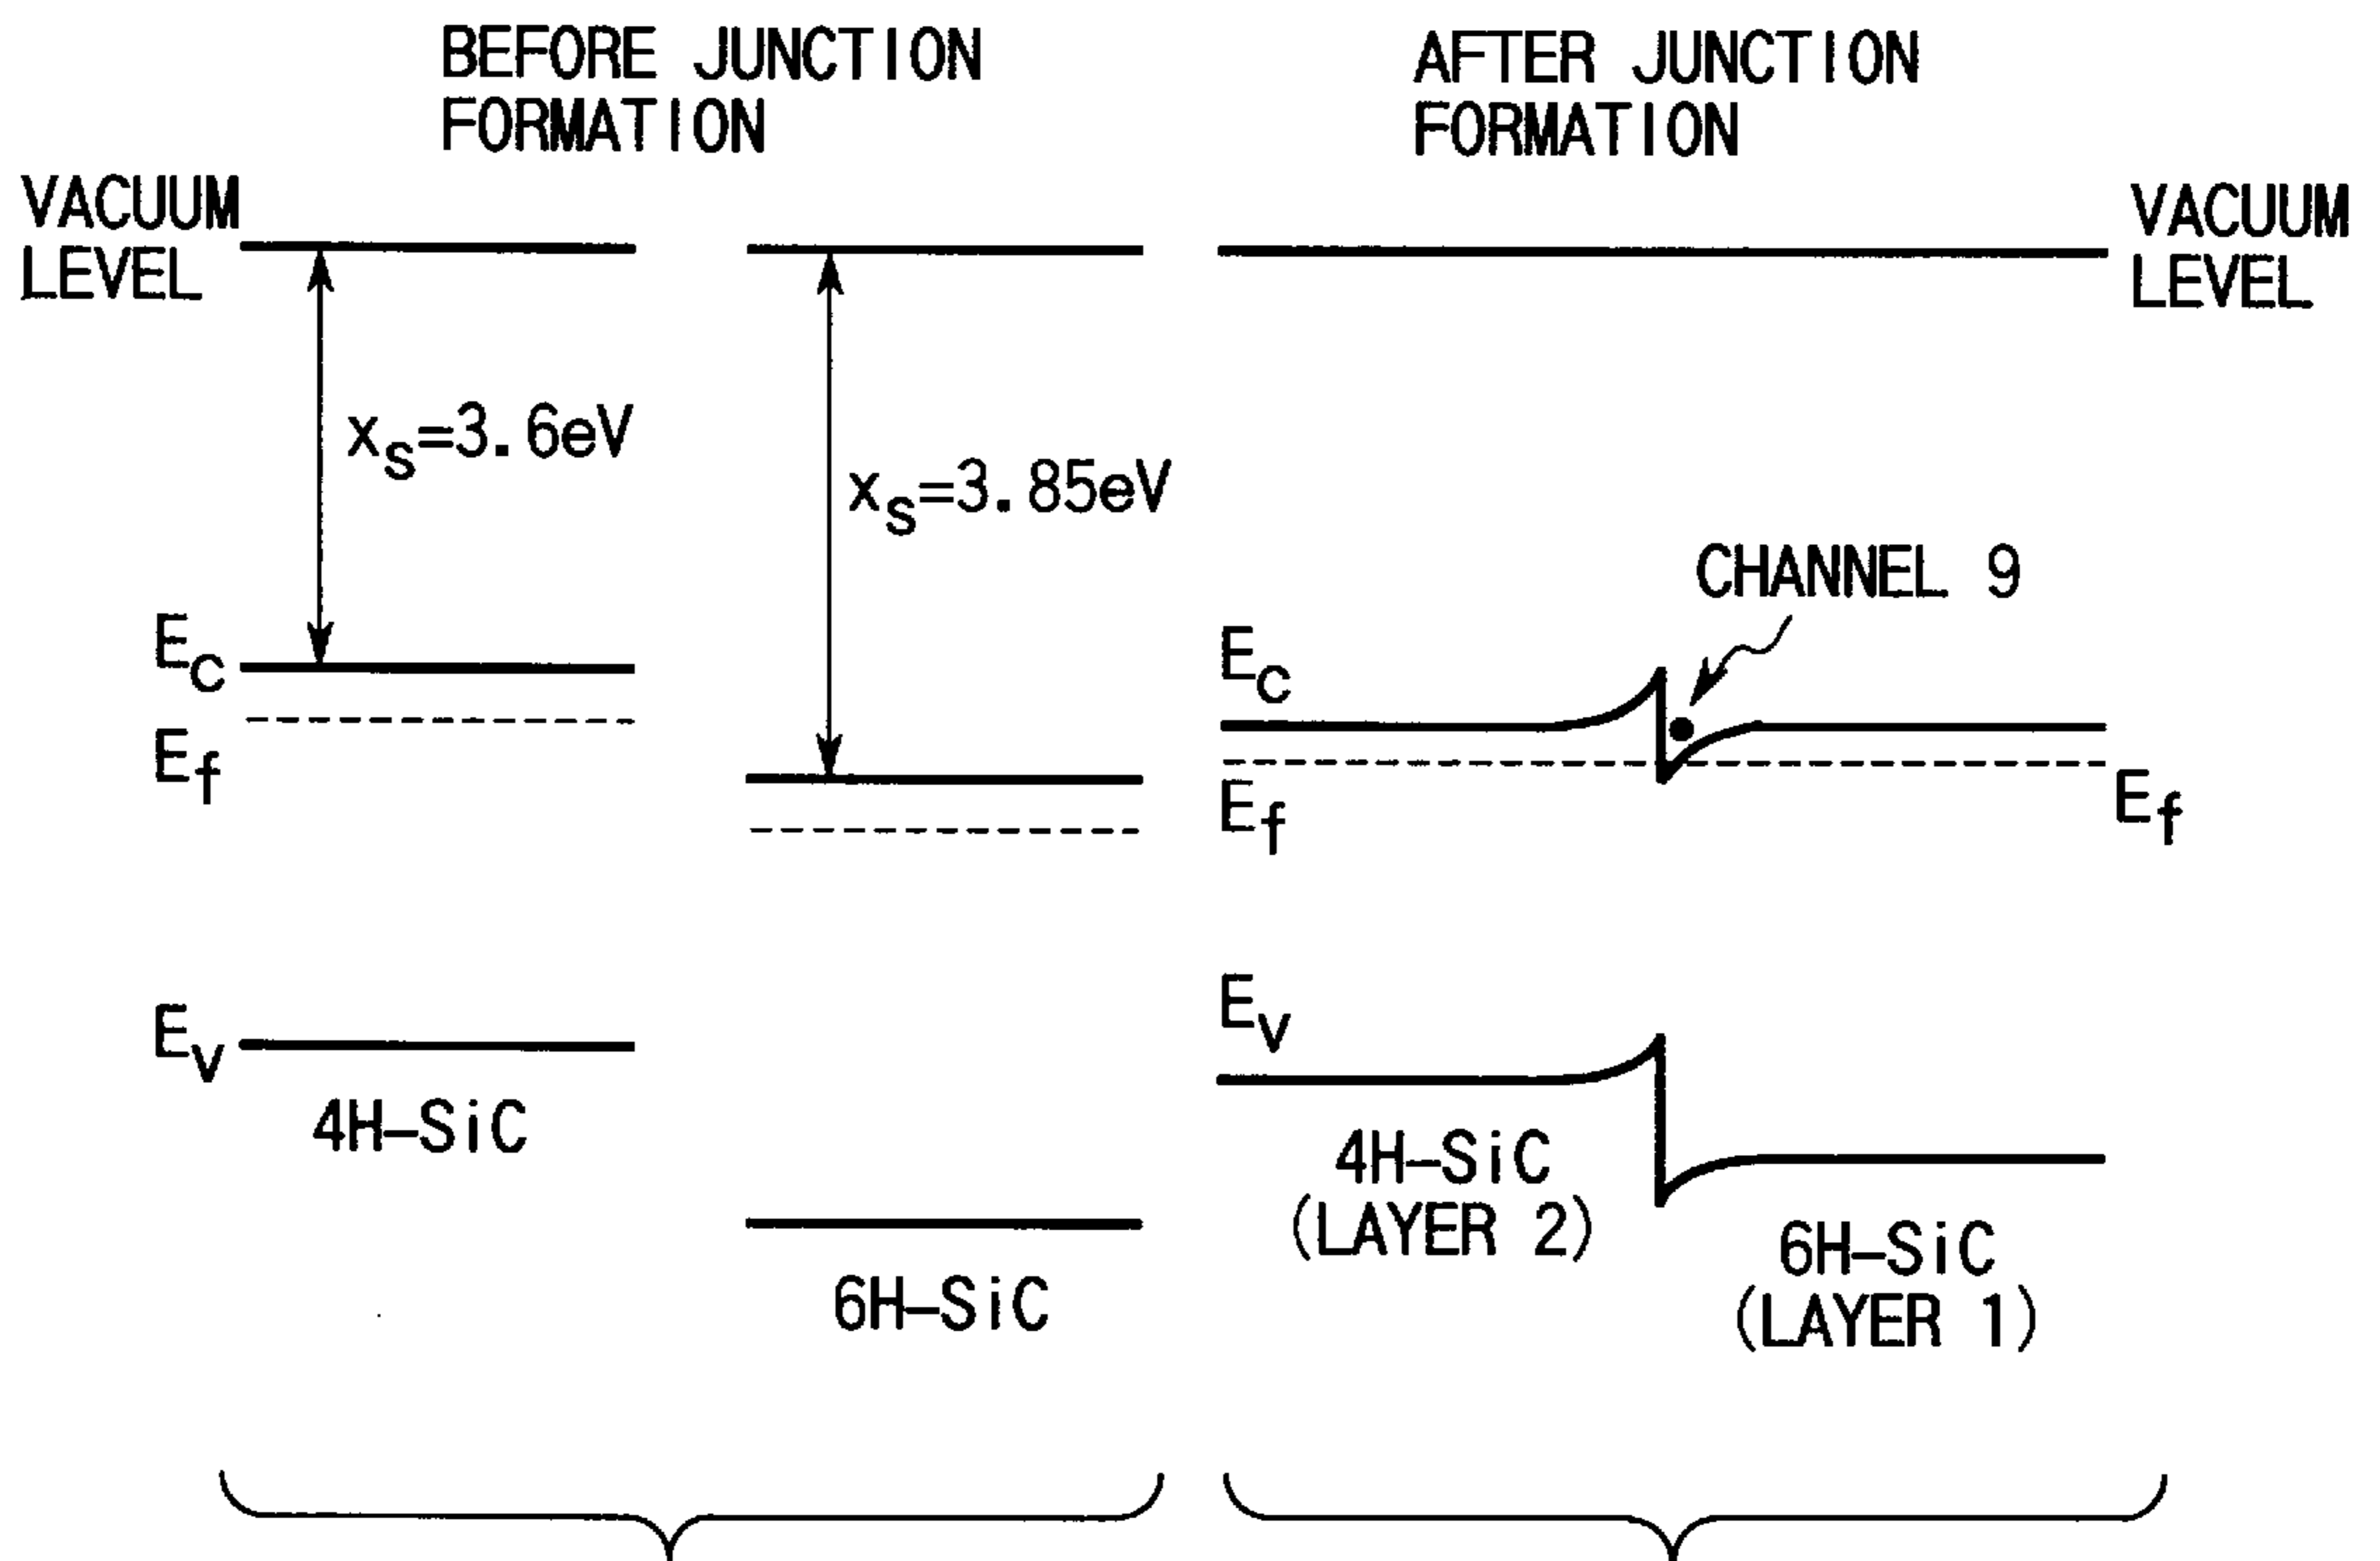 BEFORE JUNCTION
FORMATION
AFTER JUNCTION
FORMATION
VACUUM
LEVEL
VACUUM
LEVEL
xs=3.6eV
xs=3.85eV
CHANNEL 9
Ec
Ef
Ec
Ef
Ef
Ev
4H-SiC
6H-SiC
Ev
4H-SiC
(LAYER 2)
6H-SiC
(LAYER 1)